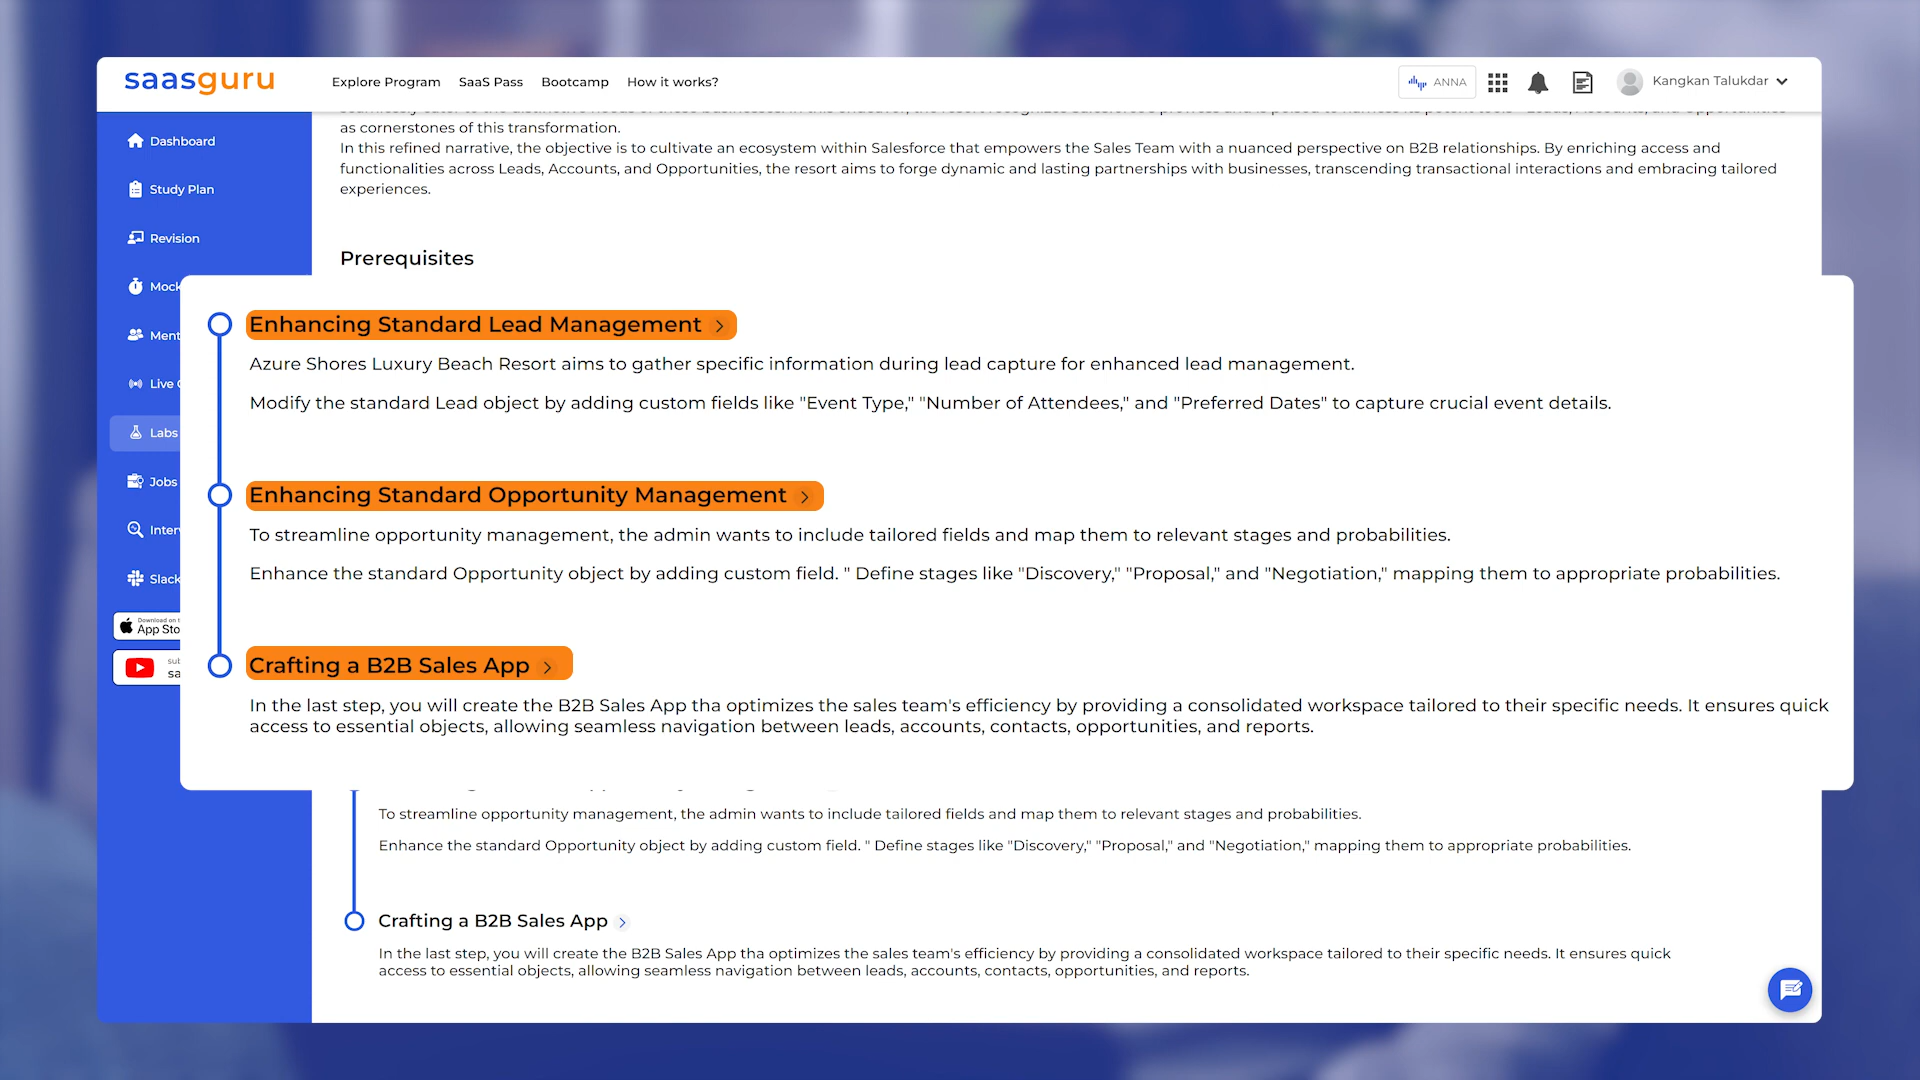 saasguru
Explore Program
SaaS Pass
Bootcamp
How it works?
ANNA
Kangkan Talukdar
Dashboard
Study Plan
Revision
Mock
Live
Labs
Jobs
Slack
Download on
App Sto
as cornerstones of this transformation.
In this refined narrative, the objective is to cultivate an ecosystem within Salesforce that empowers the Sales Team with a nuanced perspective on B2B relationships. By enriching access and
functionalities across Leads, Accounts, and Opportunities, the resort aims to forge dynamic and lasting partnerships with businesses, transcending transactional interactions and embracing tailored
experiences.
Prerequisites
Enhancing Standard Lead Management >
Azure Shores Luxury Beach Resort aims to gather specific information during lead capture for enhanced lead management.
Modify the standard Lead object by adding custom fields like "Event Type," "Number of Attendees," and "Preferred Dates" to capture crucial event details.
Enhancing Standard Opportunity Management >
To streamline opportunity management, the admin wants to include tailored fields and map them to relevant stages and probabilities.
Enhance the standard Opportunity object by adding custom field. " Define stages like "Discovery," "Proposal," and "Negotiation," mapping them to appropriate probabilities.
Crafting a B2B Sales App >
In the last step, you will create the B2B Sales App tha optimizes the sales team's efficiency by providing a consolidated workspace tailored to their specific needs. It ensures quick
access to essential objects, allowing seamless navigation between leads, accounts, contacts, opportunities, and reports.
To streamline opportunity management, the admin wants to include tailored fields and map them to relevant stages and probabilities.
Enhance the standard Opportunity object by adding custom field. " Define stages like "Discovery," "Proposal," and "Negotiation," mapping them to appropriate probabilities.
Crafting a B2B Sales App >
In the last step, you will create the B2B Sales App tha optimizes the sales team's efficiency by providing a consolidated workspace tailored to their specific needs. It ensures quick
access to essential objects, allowing seamless navigation between leads, accounts, contacts, opportunities, and reports.